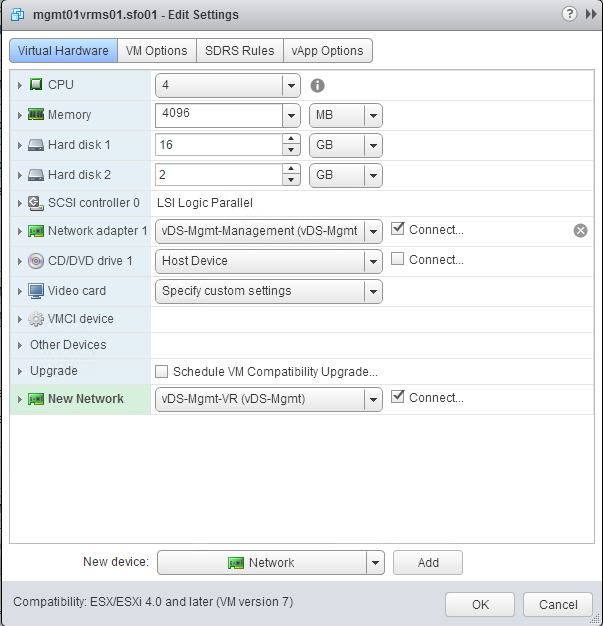 mgmt01vrms01.sfo01 - Edit Settings ?
Virtual Hardware VM Options SDRS Rules vApp Options
CPU 4
Memory 4096 MB
Hard disk 1 16 GB
Hard disk 2 2 GB
SCSI controller 0 LSI Logic Parallel
Network adapter 1 vDS-Mgmt-Management (vDS-Mgmt Connect...
CD/DVD drive 1 Host Device Connect...
Video card Specify custom settings
VMCI device
Other Devices
Upgrade Schedule VM Compatibility Upgrade...
New Network vDS-Mgmt-VR (vDS-Mgmt) Connect...
New device: Network Add
Compatibility: ESX/ESXi 4.0 and later (VM version 7) OK Cancel